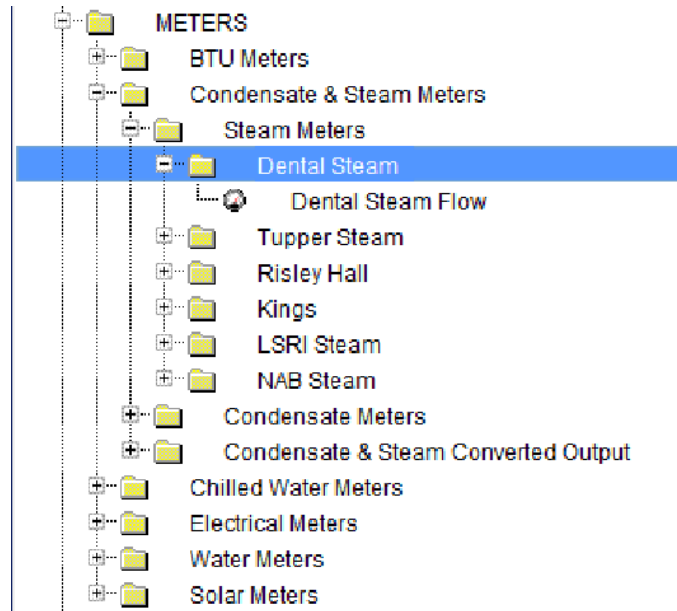 METERS
BTU Meters
Condensate & Steam Meters
Steam Meters
Dental Steam
Dental Steam Flow
Tupper Steam
Risley Hall
Kings
LSRI Steam
NAB Steam
Condensate Meters
Condensate & Steam Converted Output
Chilled Water Meters
Electrical Meters
Water Meters
Solar Meters